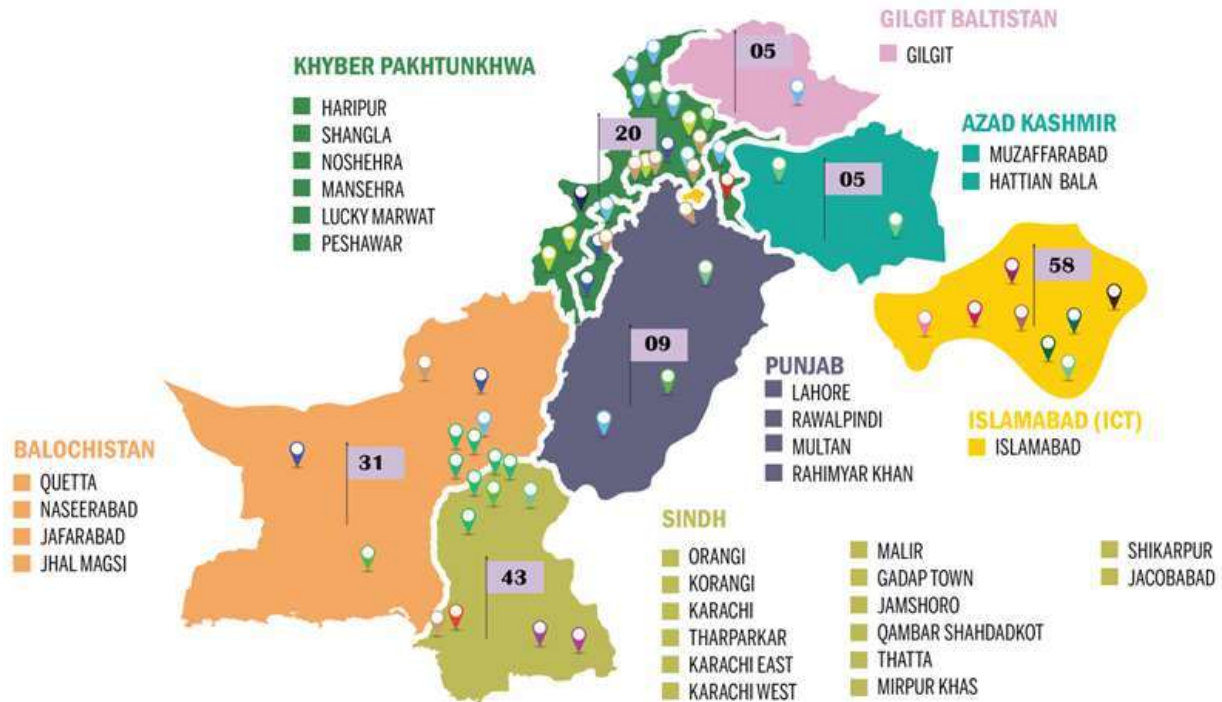 GILGIT BALTISTAN
GILGIT
05
KHYBER PAKHTUNKHWA
HARIPUR
SHANGLA
NOSHEHRA
MANSEHRA
LUCKY MARWAT
PESHAWAR
20
AZAD KASHMIR
MUZAFFARABAD
HATTIAN BALA
05
58
ISLAMABAD (ICT)
ISLAMABAD
09
PUNJAB
LAHORE
RAWALPINDI
MULTAN
RAHIMYAR KHAN
BALOCHISTAN
QUETTA
NASEERABAD
JAFARABAD
JHAL MAGSI
31
43
SINDH
ORANGI
KORANGI
KARACHI
THARPARKAR
KARACHI EAST
KARACHI WEST
MALIR
GADAP TOWN
JAMSHORO
QAMBAR SHAHDADKOT
THATTA
MIRPUR KHAS
SHIKARPUR
JACOBABAD